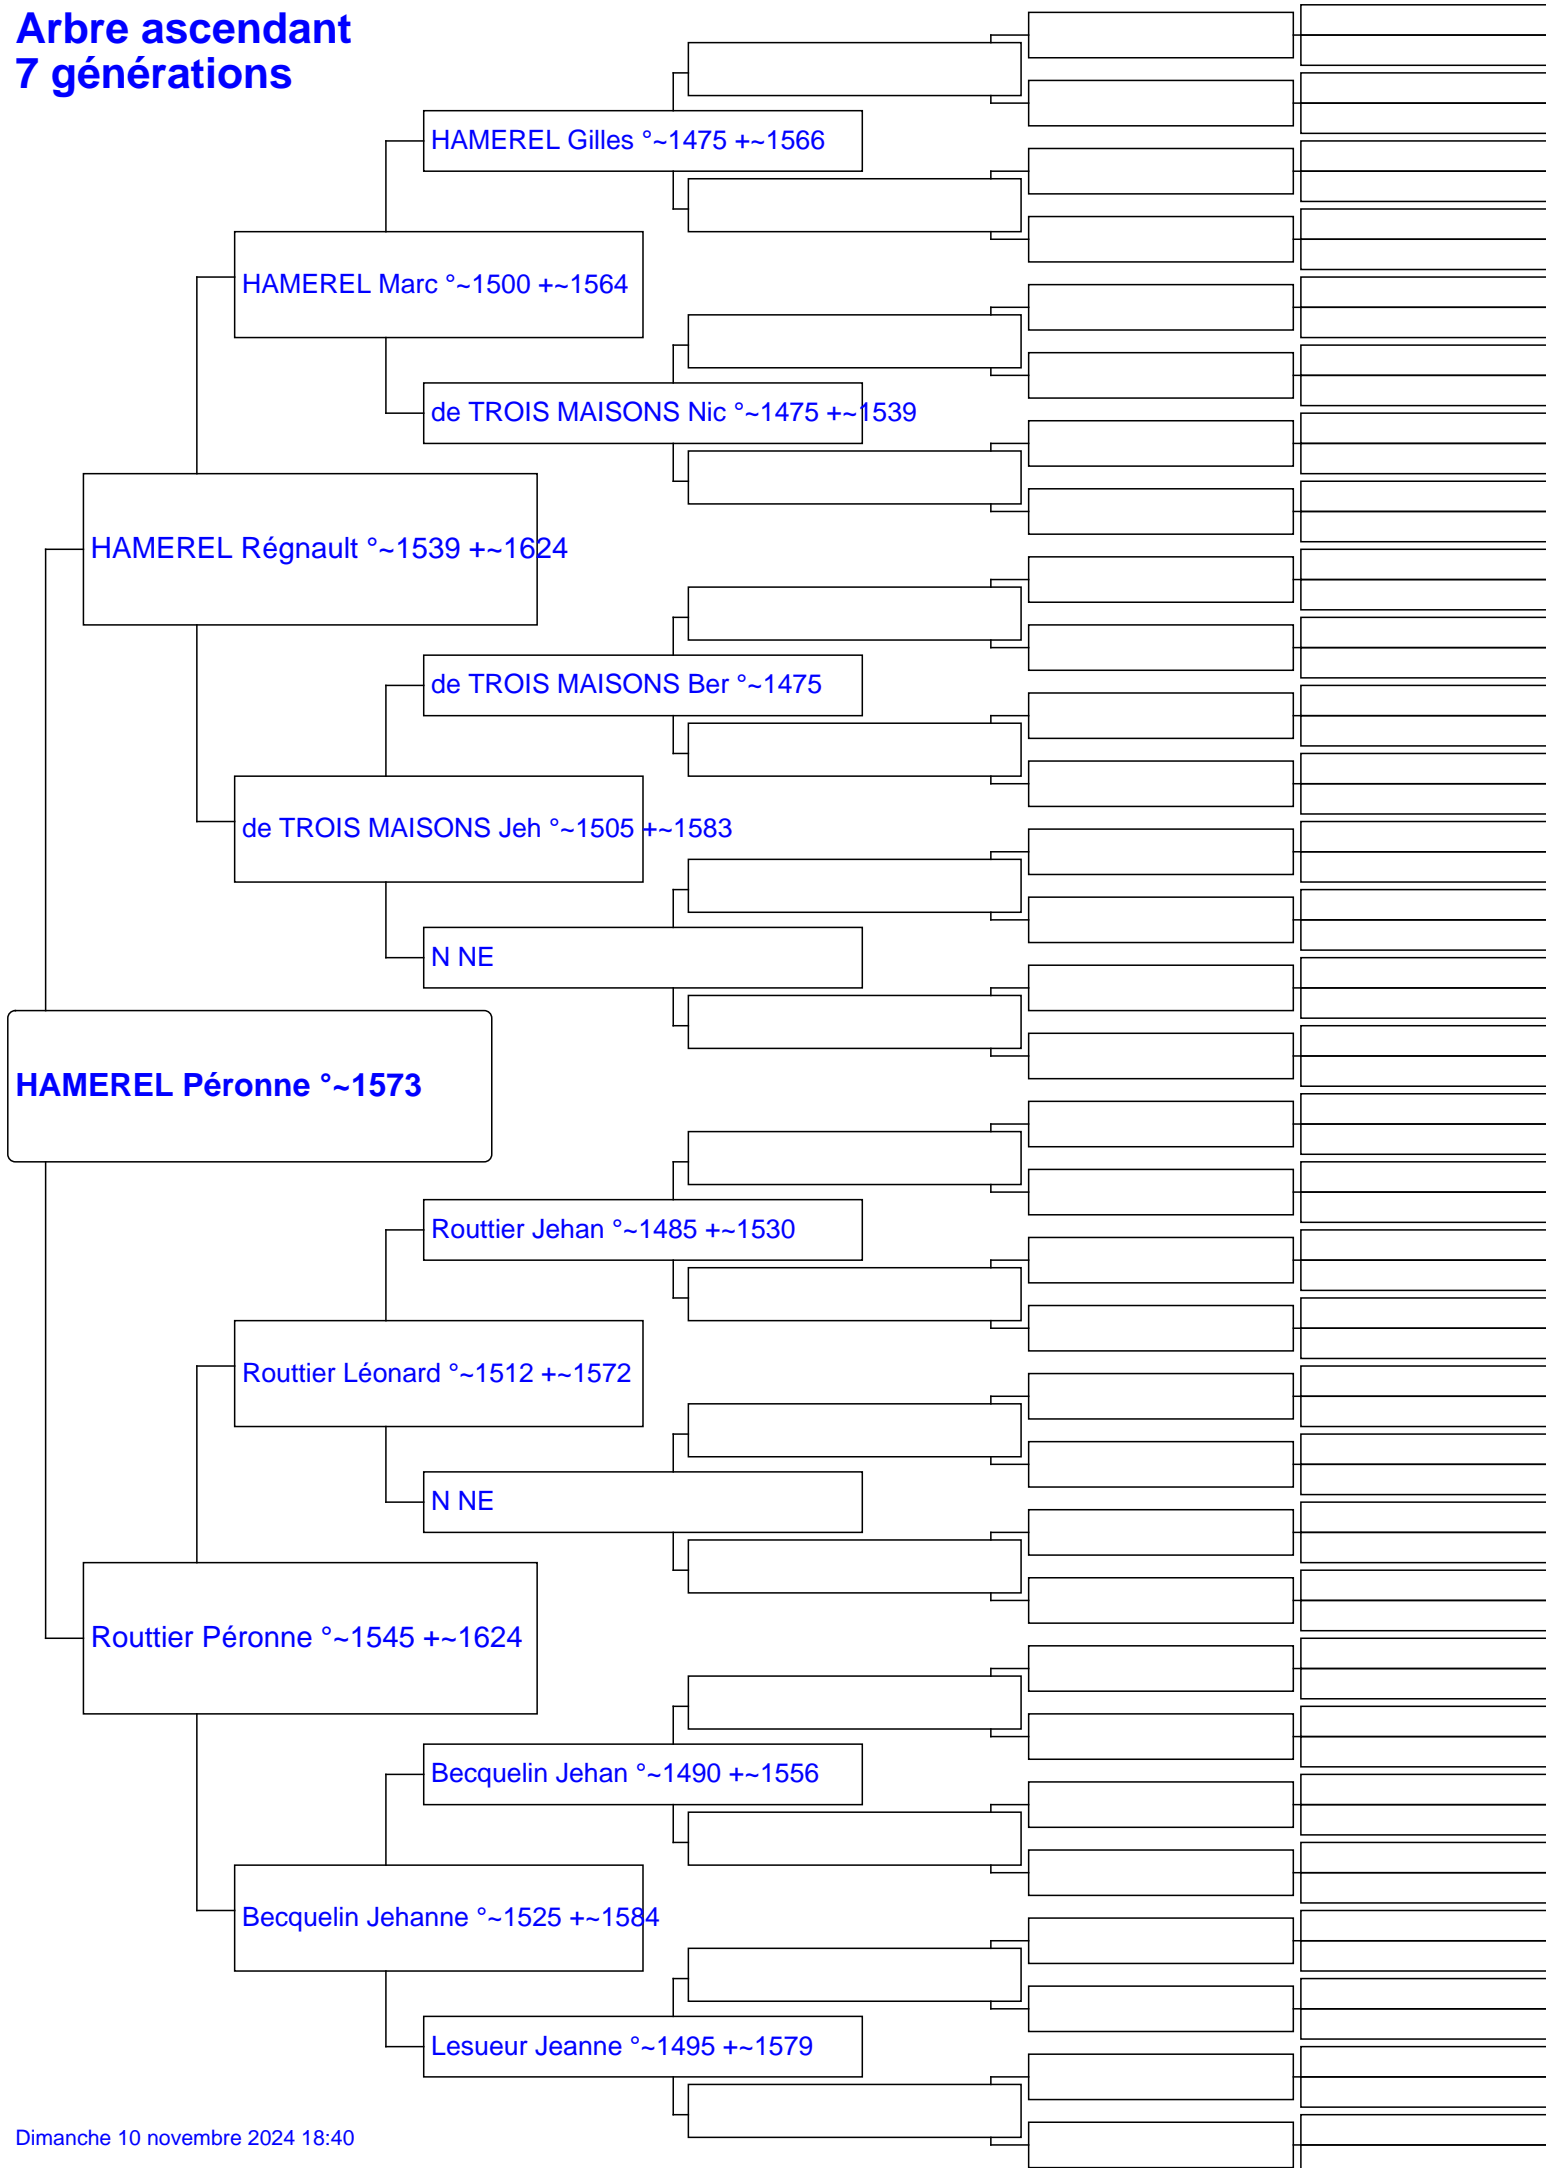 Arbre ascendant
7 générations
HAMEREL Gilles °~1475 +~1566
HAMEREL Marc °~1500 +~1564
de TROIS MAISONS Nic °~1475 +~1539
HAMEREL Régnault °~1539 +~1624
de TROIS MAISONS Ber °~1475
de TROIS MAISONS Jeh °~1505 +~1583
N NE
HAMEREL Péronne °~1573
Routtier Jehan °~1485 +~1530
Routtier Léonard °~1512 +~1572
N NE
Routtier Péronne °~1545 +~1624
Becquelin Jehan °~1490 +~1556
Becquelin Jehanne °~1525 +~1584
Lesueur Jeanne °~1495 +~1579
Dimanche 10 novembre 2024 18:40